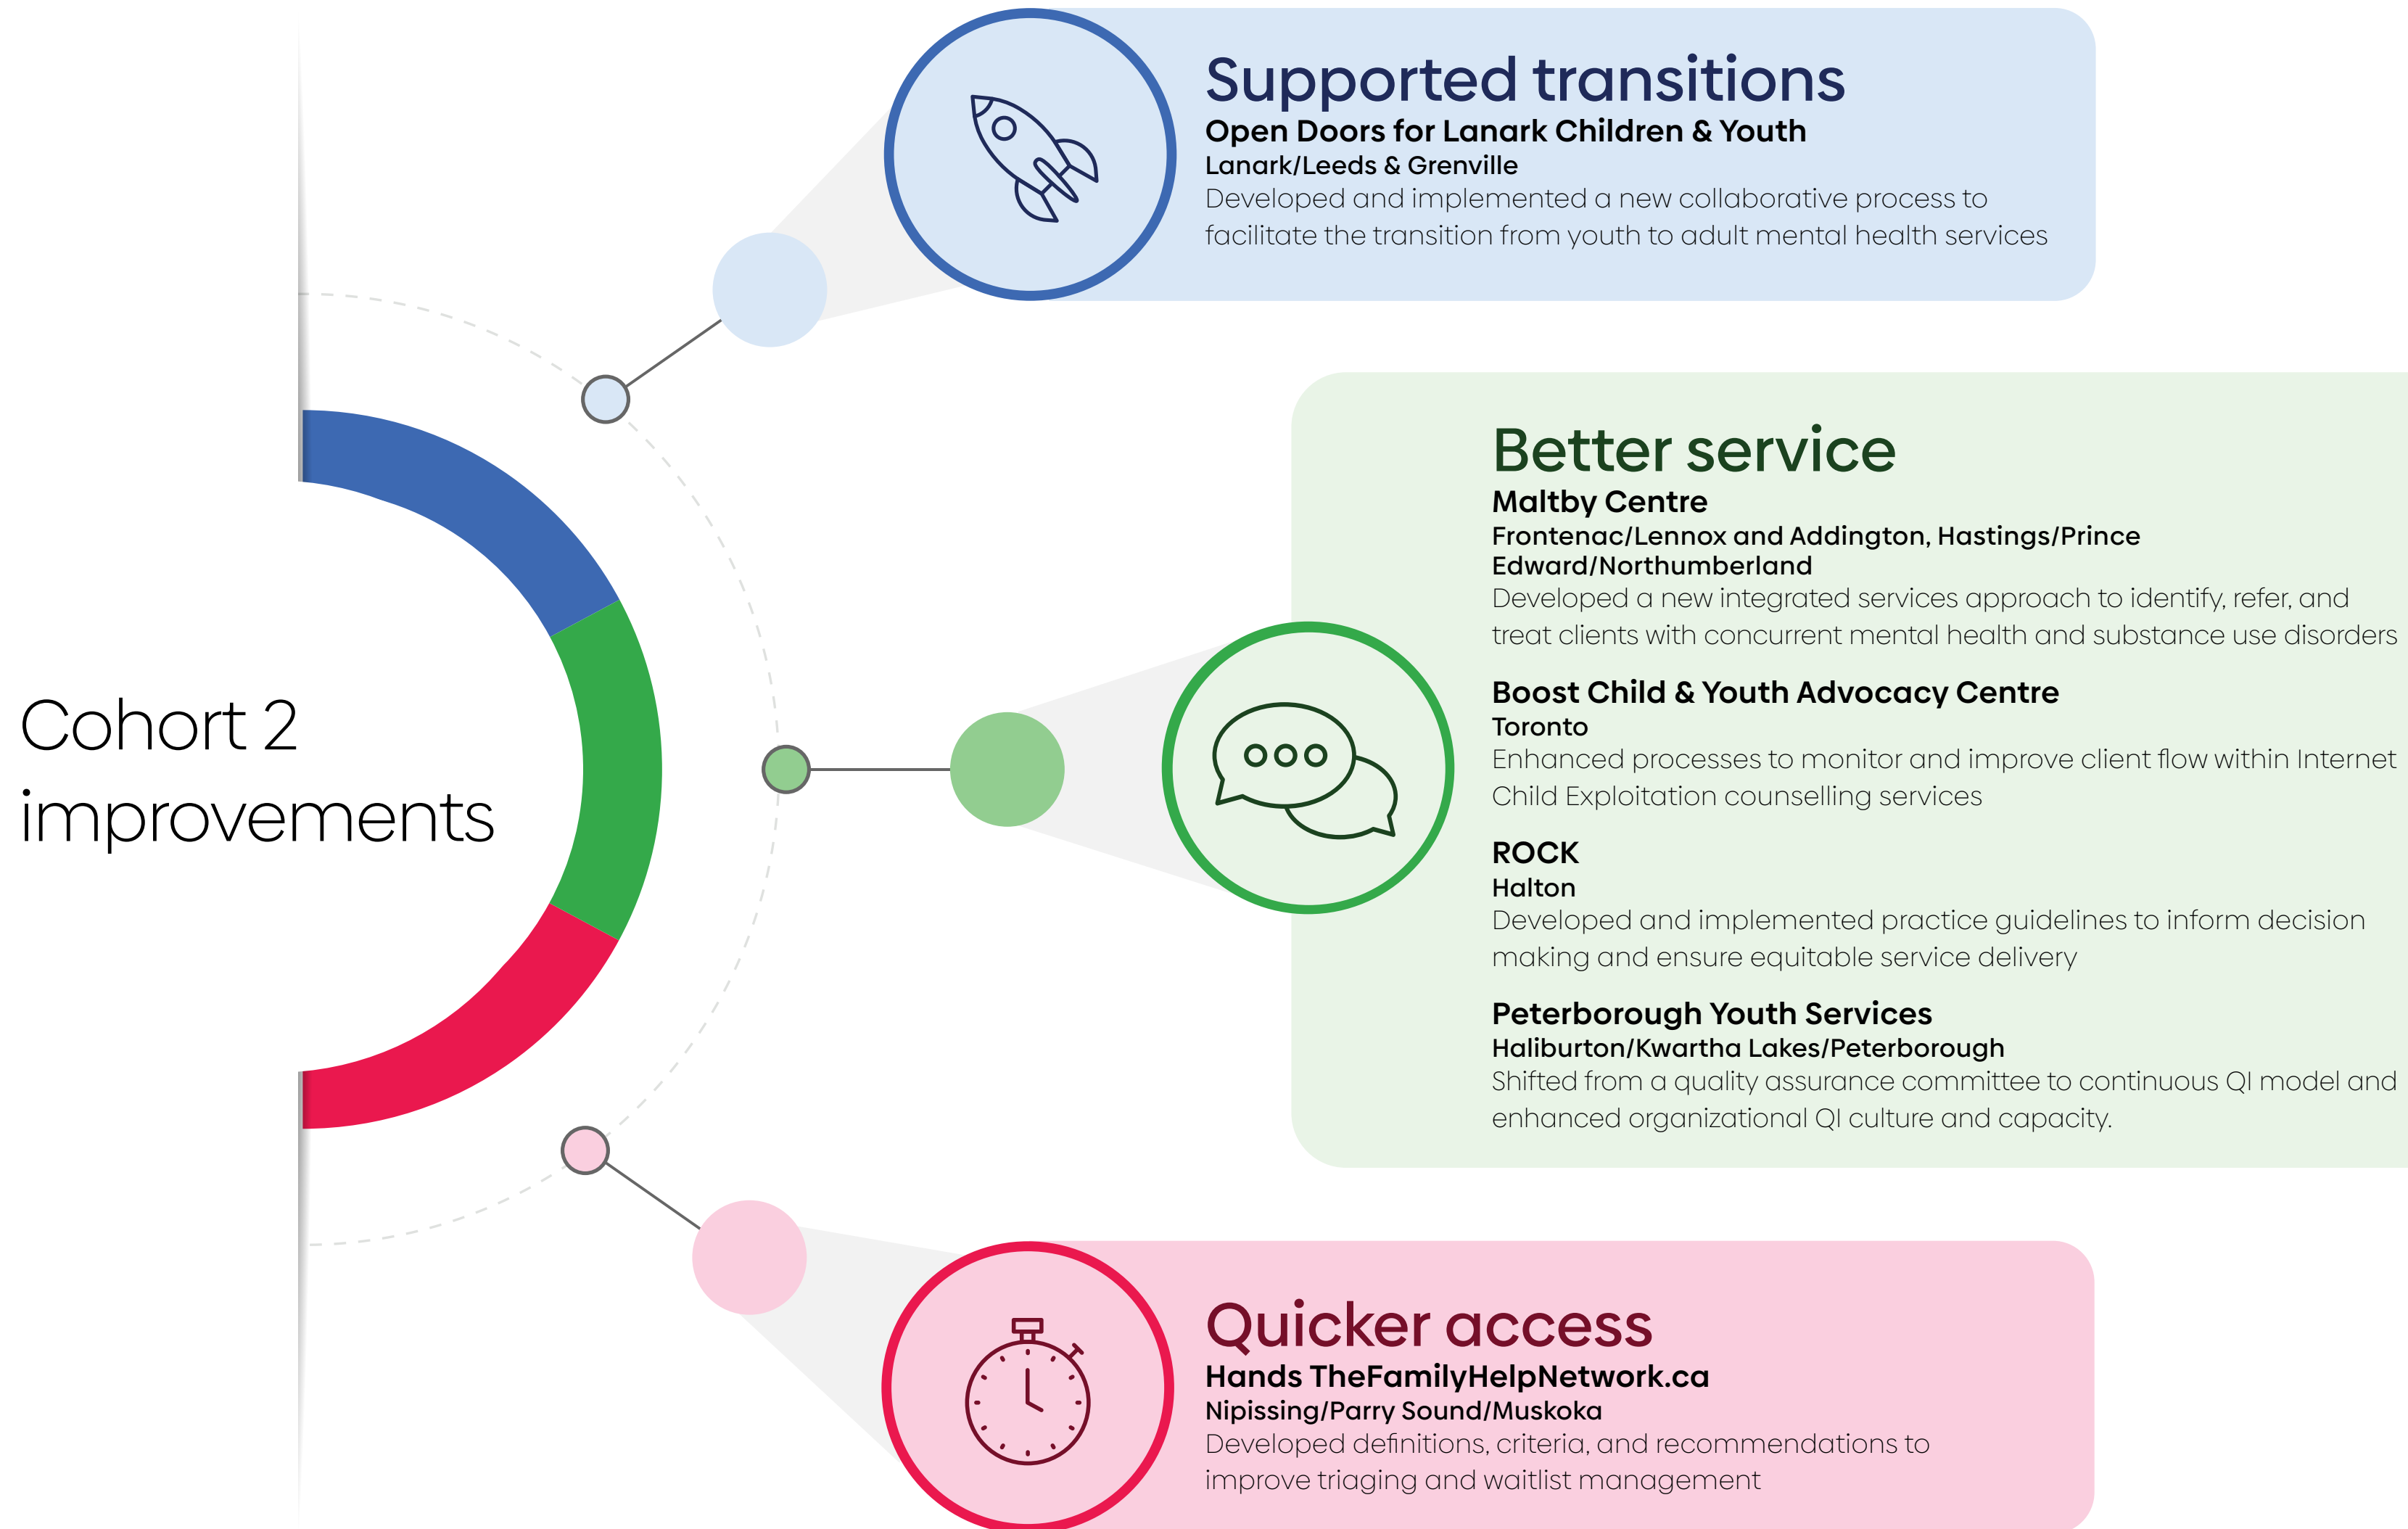 Cohort 2
improvements
Supported transitions
Open Doors for Lanark Children & Youth
Lanark/Leeds & Grenville
Developed and implemented a new collaborative process to
facilitate the transition from youth to adult mental health services
Better service
Maltby Centre
Frontenac/Lennox and Addington, Hastings/Prince
Edward/Northumberland
Developed a new integrated services approach to identify, refer, and
treat clients with concurrent mental health and substance use disorders
Boost Child & Youth Advocacy Centre
Toronto
Enhanced processes to monitor and improve client flow within Internet
Child Exploitation counselling services
ROCK
Halton
Developed and implemented practice guidelines to inform decision
making and ensure equitable service delivery
Peterborough Youth Services
Haliburton/Kwartha Lakes/Peterborough
Shifted from a quality assurance committee to continuous QI model and
enhanced organizational QI culture and capacity.
Quicker access
Hands TheFamilyHelpNetwork.ca
Nipissing/Parry Sound/Muskoka
Developed definitions, criteria, and recommendations to
improve triaging and waitlist management